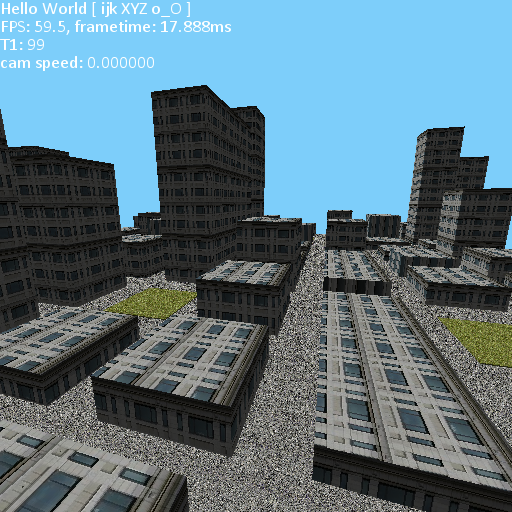 Hello World [ ijk XYZ o_O ]
FPS: 59.5, frametime: 17.888ms
T1: 99
cam speed: 0.000000